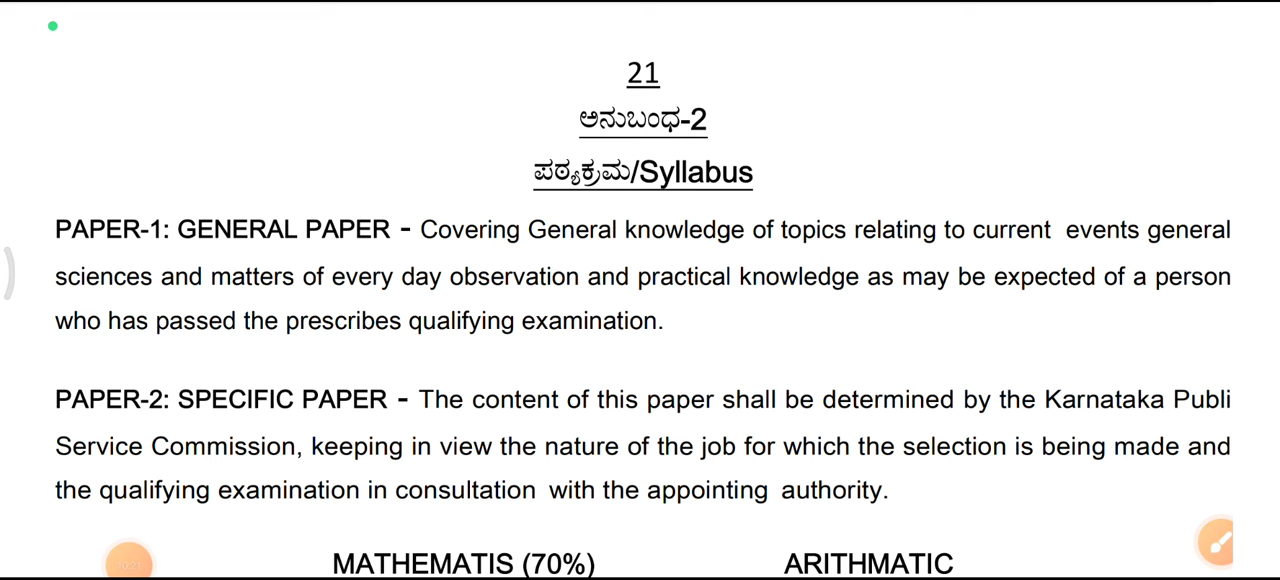 21
ಅನುಬಂಧ-2
ಪಠ್ಯಕ್ರಮ/Syllabus
PAPER-1: GENERAL PAPER - Covering General knowledge of topics relating to current events general
sciences and matters of every day observation and practical knowledge as may be expected of a person
who has passed the prescribes qualifying examination.
PAPER-2: SPECIFIC PAPER - The content of this paper shall be determined by the Karnataka Publi
Service Commission, keeping in view the nature of the job for which the selection is being made and
the qualifying examination in consultation with the appointing authority.
10:21
MATHEMATIS (70%) ARITHMATIC